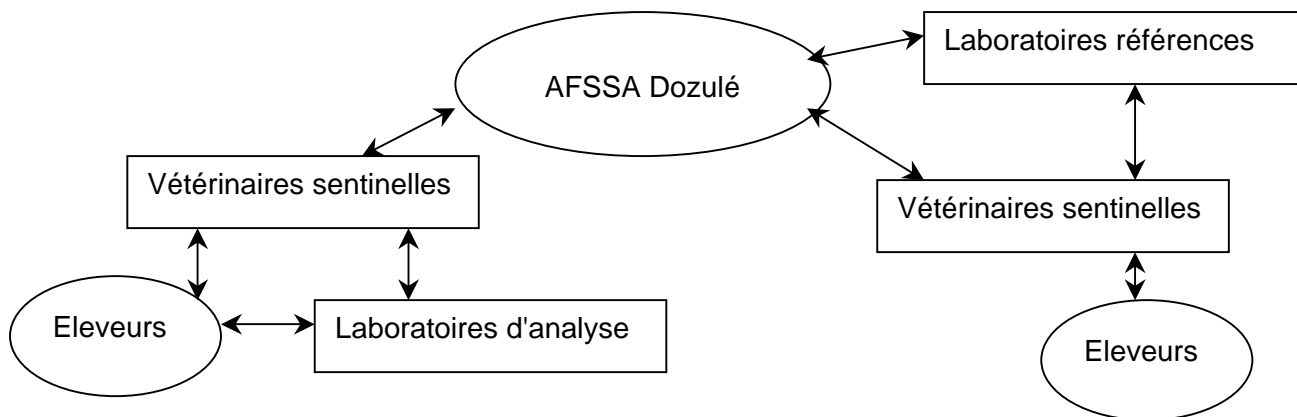 Laboratoires références
AFSSA Dozulé
Vétérinaires sentinelles
Vétérinaires sentinelles
Eleveurs
Laboratoires d'analyse
Eleveurs